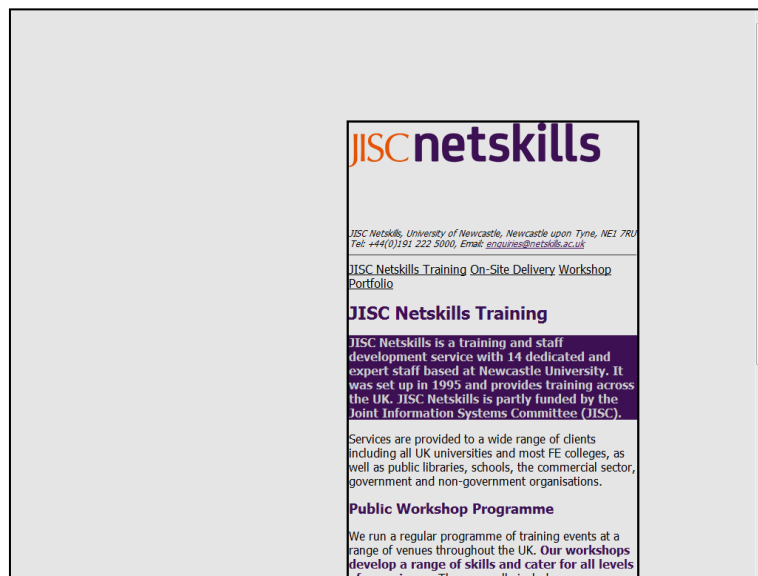 JISC netskills
JISC Netskills, University of Newcastle, Newcastle upon Tyne, NE1 7RU
Tel: +44(0)191 222 5000, Email: enquiries@netskills.ac.uk
JISC Netskills Training On-Site Delivery Workshop
Portfolio
JISC Netskills Training
JISC Netskills is a training and staff
development service with 14 dedicated and
expert staff based at Newcastle University. It
was set up in 1995 and provides training across
the UK. JISC Netskills is partly funded by the
Joint Information Systems Committee (JISC).
Services are provided to a wide range of clients
including all UK universities and most FE colleges, as
well as public libraries, schools, the commercial sector,
government and non-government organisations.
Public Workshop Programme
We run a regular programme of training events at a
range of venues throughout the UK. Our workshops
develop a range of skills and cater for all levels